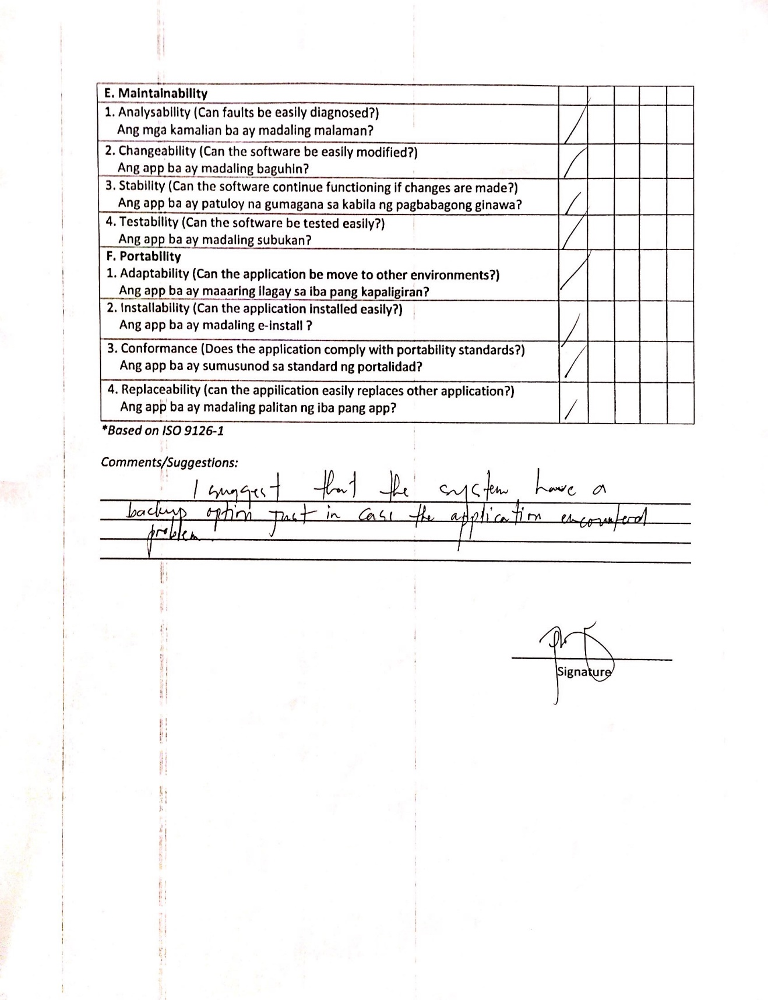 E. Maintainability
1. Analysability (Can faults be easily diagnosed?)
Ang mga kamalian ba ay madaling malaman?
2. Changeability (Can the software be easily modified?)
Ang app ba ay madaling baguhin?
3. Stability (Can the software continue functioning if changes are made?)
Ang app ba ay patuloy na gumagana sa kabila ng pagbabagong ginawa?
4. Testability (Can the software be tested easily?)
Ang app ba ay madaling subukan?
F. Portability
1. Adaptability (Can the application be move to other environments?)
Ang app ba ay maaaring ilagay sa iba pang kapaligiran?
2. Installability (Can the application installed easily?)
Ang app ba ay madaling e-install ?
3. Conformance (Does the application comply with portability standards?)
Ang app ba ay sumusunod sa standard ng portalidad?
4. Replaceability (can the appilication easily replaces other application?)
Ang app ba ay madaling palitan ng iba pang app?
*Based on ISO 9126-1
Comments/Suggestions:
I suggest that the system have a
backup option just in case the application encounterd
problem.
Signature